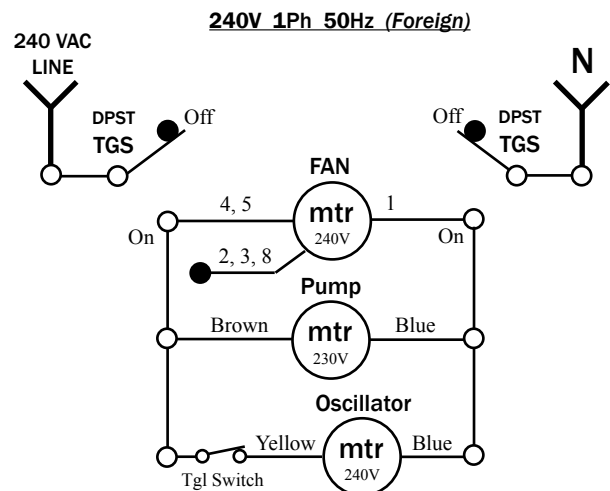 240V 1Ph 50Hz (Foreign)
240 VAC
LINE
N
DPST
TGS
Off
Off
DPST
TGS
FAN
4, 5
mtr
240V
1
On
On
2, 3, 8
Pump
Brown
mtr
230V
Blue
Oscillator
Yellow
mtr
240V
Blue
Tgl Switch